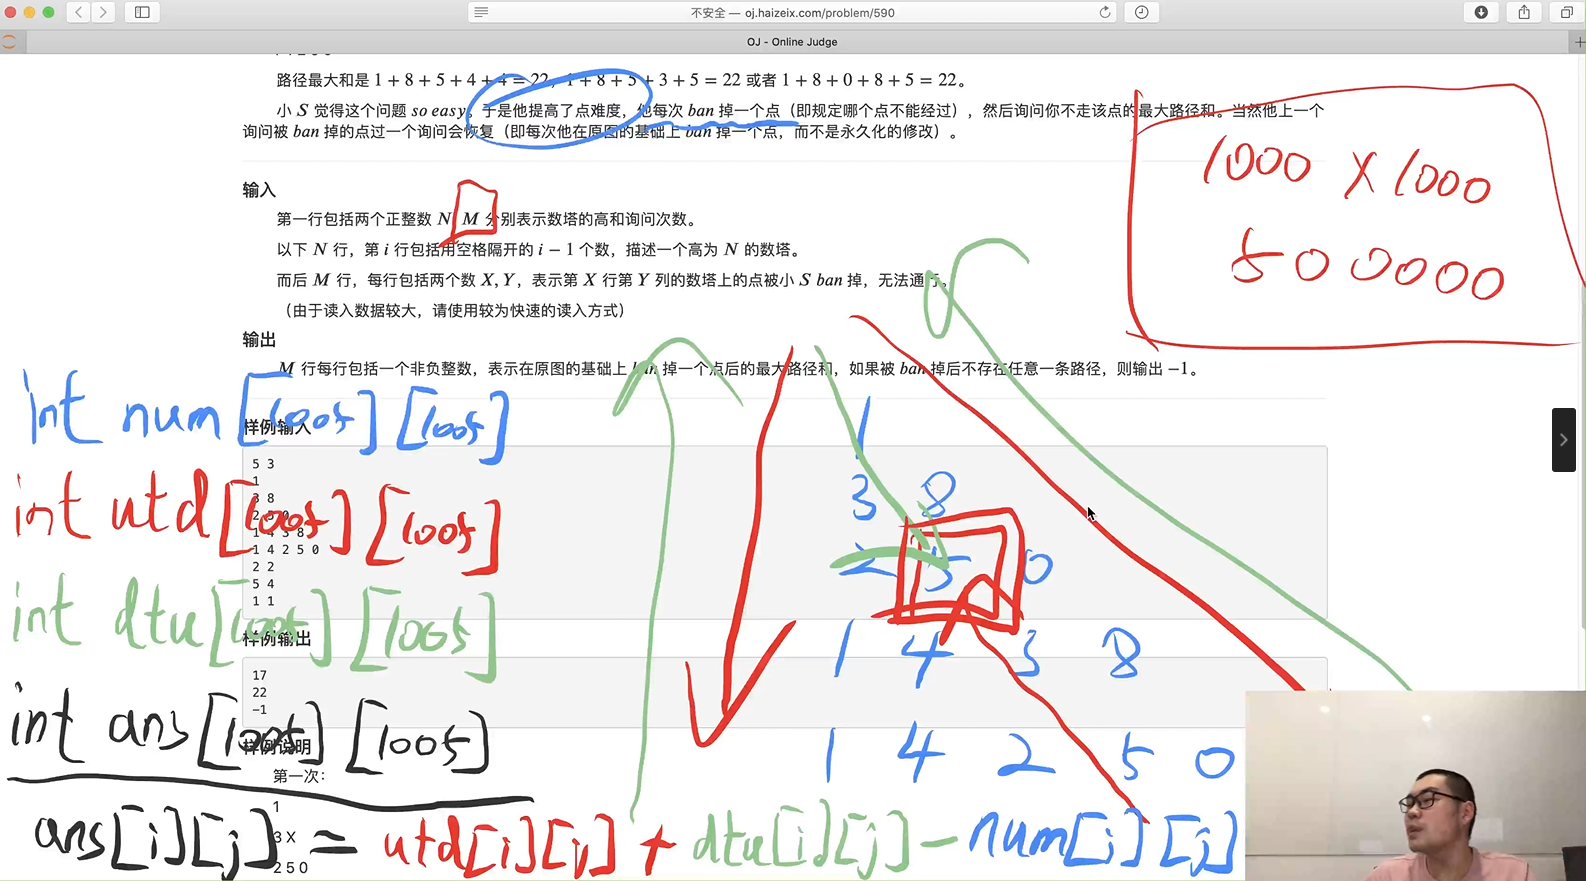 不安全 — oj.haizeix.com/problem/590
OJ - Online Judge
路径最大和是 1 + 8 + 5 + 4 + 4 = 22, 1 + 8 + 5 + 3 + 5 = 22 或者 1 + 8 + 0 + 8 + 5 = 22。
小 S 觉得这个问题 so easy。于是他提高了点难度，他每次 ban 掉一个点（即规定哪个点不能经过），然后询问你不走该点的最大路径和。当然他上一个
询问被 ban 掉的点过一个询问会恢复（即每次他在原图的基础上 ban 掉一个点，而不是永久化的修改）。
1000 X 1000
500000
输入
第一行包括两个正整数 N M 分别表示数塔的高和询问次数。
以下 N 行，第 i 行包括用空格隔开的 i − 1 个数，描述一个高为 N 的数塔。
而后 M 行，每行包括两个数 X, Y，表示第 X 行第 Y 列的数塔上的点被小 S ban 掉，无法通行。
（由于读入数据较大，请使用较为快速的读入方式）
输出
M 行每行包括一个非负整数，表示在原图的基础上 ban 掉一个点后的最大路径和，如果被 ban 掉后不存在任意一条路径，则输出 −1。
样例输入
5 3
1
3 8
2 5 0
1 4 3 8
1 4 2 5 0
2 2
5 4
1 1
样例输出
17
22
−1
样例说明
第一次：
1
3 X
2 5 0
int num[1005][1005]
int utd[1005][1005]
int dtu[1005][1005]
int ans[1005][1005]
ans[i][j] = utd[i][j] + dtu[i][j] - num[i][j]
1
3 8
2 5 0
1 4 3 8
1 4 2 5 0